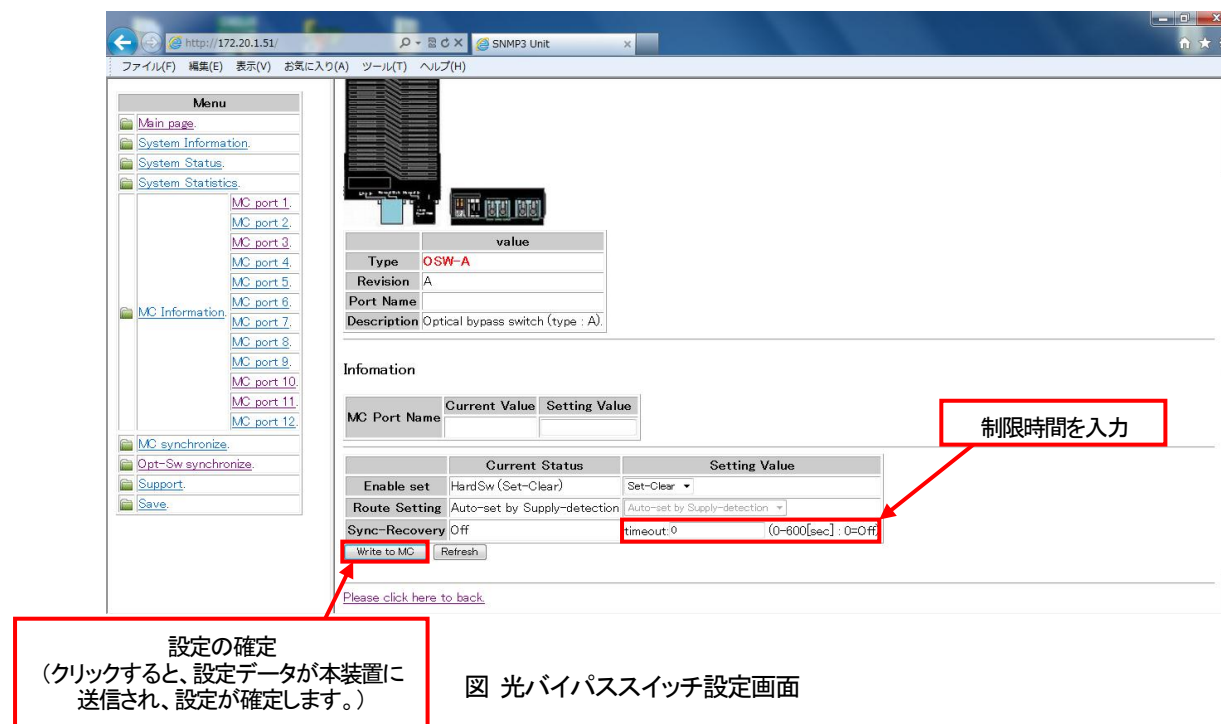 http://172.20.1.51/
SNMP3 Unit
ファイル(F) 編集(E) 表示(V) お気に入り(A) ツール(T) ヘルプ(H)
Menu
Main page.
System Information.
System Status.
System Statistics.
MC Information.
MC port 1.
MC port 2.
MC port 3.
MC port 4.
MC port 5.
MC port 6.
MC port 7.
MC port 8.
MC port 9.
MC port 10.
MC port 11.
MC port 12.
MC synchronize.
Opt-Sw synchronize.
Support.
Save.
value
Type OSW-A
Revision A
Port Name
Description Optical bypass switch (type : A).
Infomation
MC Port Name Current Value Setting Value
制限時間を入力
Current Status Setting Value
Enable set HardSw (Set-Clear) Set-Clear
Route Setting Auto-set by Supply-detection Auto-set by Supply-detection
Sync-Recovery Off timeout: 0 (0-600[sec] : 0=Off)
Write to MC Refresh
Please click here to back.
設定の確定
(クリックすると、設定データが本装置に
送信され、設定が確定します。)
図 光バイパススイッチ設定画面